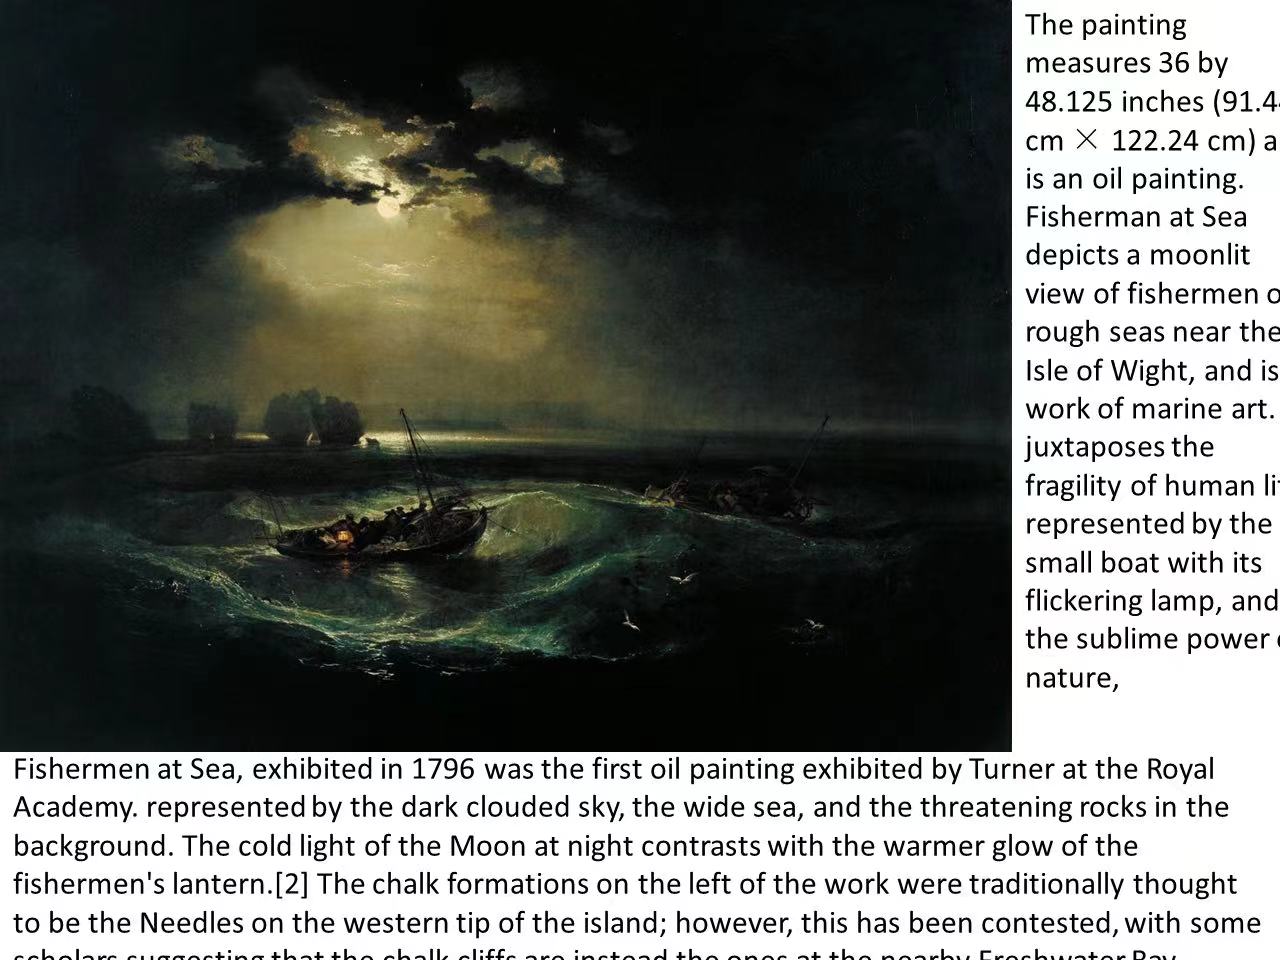 The painting
measures 36 by
48.125 inches (91.4
cm × 122.24 cm) a
is an oil painting.
Fisherman at Sea
depicts a moonlit
view of fishermen o
rough seas near the
Isle of Wight, and is
work of marine art.
juxtaposes the
fragility of human li
represented by the
small boat with its
flickering lamp, and
the sublime power
nature,
Fishermen at Sea, exhibited in 1796 was the first oil painting exhibited by Turner at the Royal
Academy. represented by the dark clouded sky, the wide sea, and the threatening rocks in the
background. The cold light of the Moon at night contrasts with the warmer glow of the
fishermen's lantern.[2] The chalk formations on the left of the work were traditionally thought
to be the Needles on the western tip of the island; however, this has been contested, with some
scholars suggesting that the chalk cliffs are instead the ones at the nearby Freshwater Bay